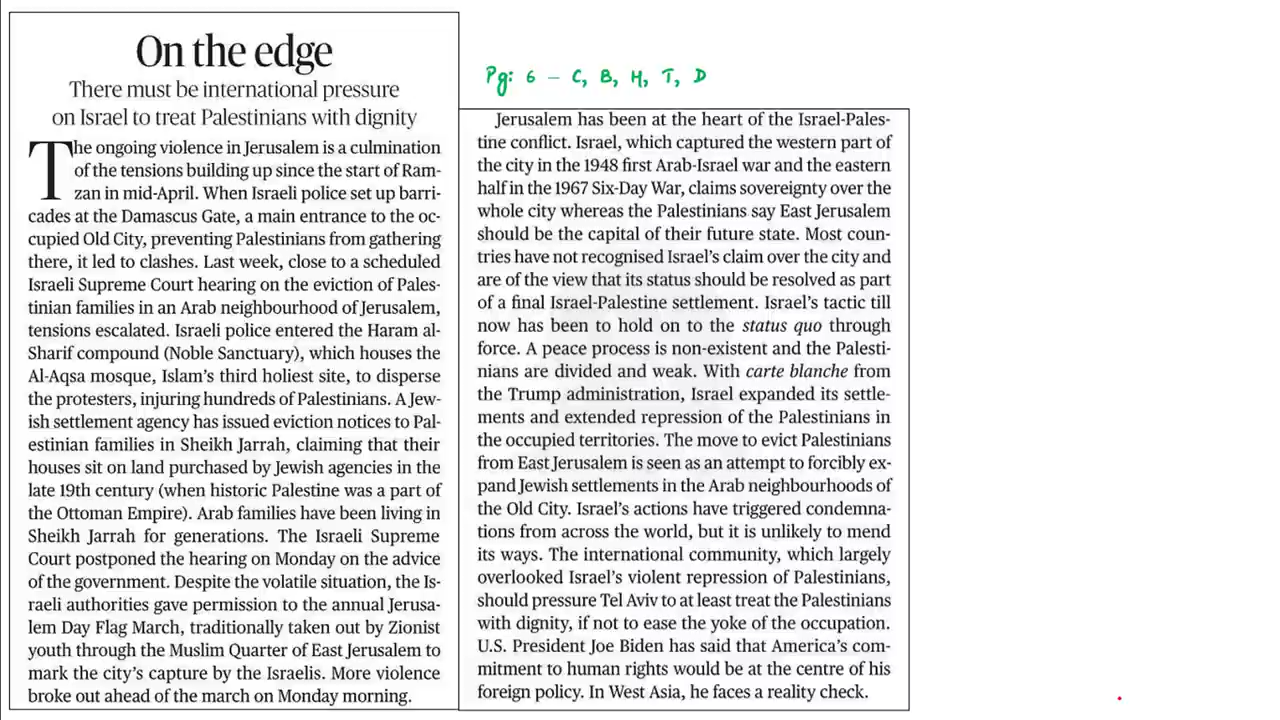 On the edge
There must be international pressure
on Israel to treat Palestinians with dignity
The ongoing violence in Jerusalem is a culmination
of the tensions building up since the start of Ram-
zan in mid-April. When Israeli police set up barri-
cades at the Damascus Gate, a main entrance to the oc-
cupied Old City, preventing Palestinians from gathering
there, it led to clashes. Last week, close to a scheduled
Israeli Supreme Court hearing on the eviction of Pales-
tinian families in an Arab neighbourhood of Jerusalem,
tensions escalated. Israeli police entered the Haram al-
Sharif compound (Noble Sanctuary), which houses the
Al-Aqsa mosque, Islam's third holiest site, to disperse
the protesters, injuring hundreds of Palestinians. A Jew-
ish settlement agency has issued eviction notices to Pal-
estinian families in Sheikh Jarrah, claiming that their
houses sit on land purchased by Jewish agencies in the
late 19th century (when historic Palestine was a part of
the Ottoman Empire). Arab families have been living in
Sheikh Jarrah for generations. The Israeli Supreme
Court postponed the hearing on Monday on the advice
of the government. Despite the volatile situation, the Is-
raeli authorities gave permission to the annual Jerusa-
lem Day Flag March, traditionally taken out by Zionist
youth through the Muslim Quarter of East Jerusalem to
mark the city's capture by the Israelis. More violence
broke out ahead of the march on Monday morning.
Pg: 6 – C, B, H, T, D
Jerusalem has been at the heart of the Israel-Pales-
tine conflict. Israel, which captured the western part of
the city in the 1948 first Arab-Israel war and the eastern
half in the 1967 Six-Day War, claims sovereignty over the
whole city whereas the Palestinians say East Jerusalem
should be the capital of their future state. Most coun-
tries have not recognised Israel's claim over the city and
are of the view that its status should be resolved as part
of a final Israel-Palestine settlement. Israel's tactic till
now has been to hold on to the status quo through
force. A peace process is non-existent and the Palesti-
nians are divided and weak. With carte blanche from
the Trump administration, Israel expanded its settle-
ments and extended repression of the Palestinians in
the occupied territories. The move to evict Palestinians
from East Jerusalem is seen as an attempt to forcibly ex-
pand Jewish settlements in the Arab neighbourhoods of
the Old City. Israel's actions have triggered condemna-
tions from across the world, but it is unlikely to mend
its ways. The international community, which largely
overlooked Israel's violent repression of Palestinians,
should pressure Tel Aviv to at least treat the Palestinians
with dignity, if not to ease the yoke of the occupation.
U.S. President Joe Biden has said that America's com-
mitment to human rights would be at the centre of his
foreign policy. In West Asia, he faces a reality check.